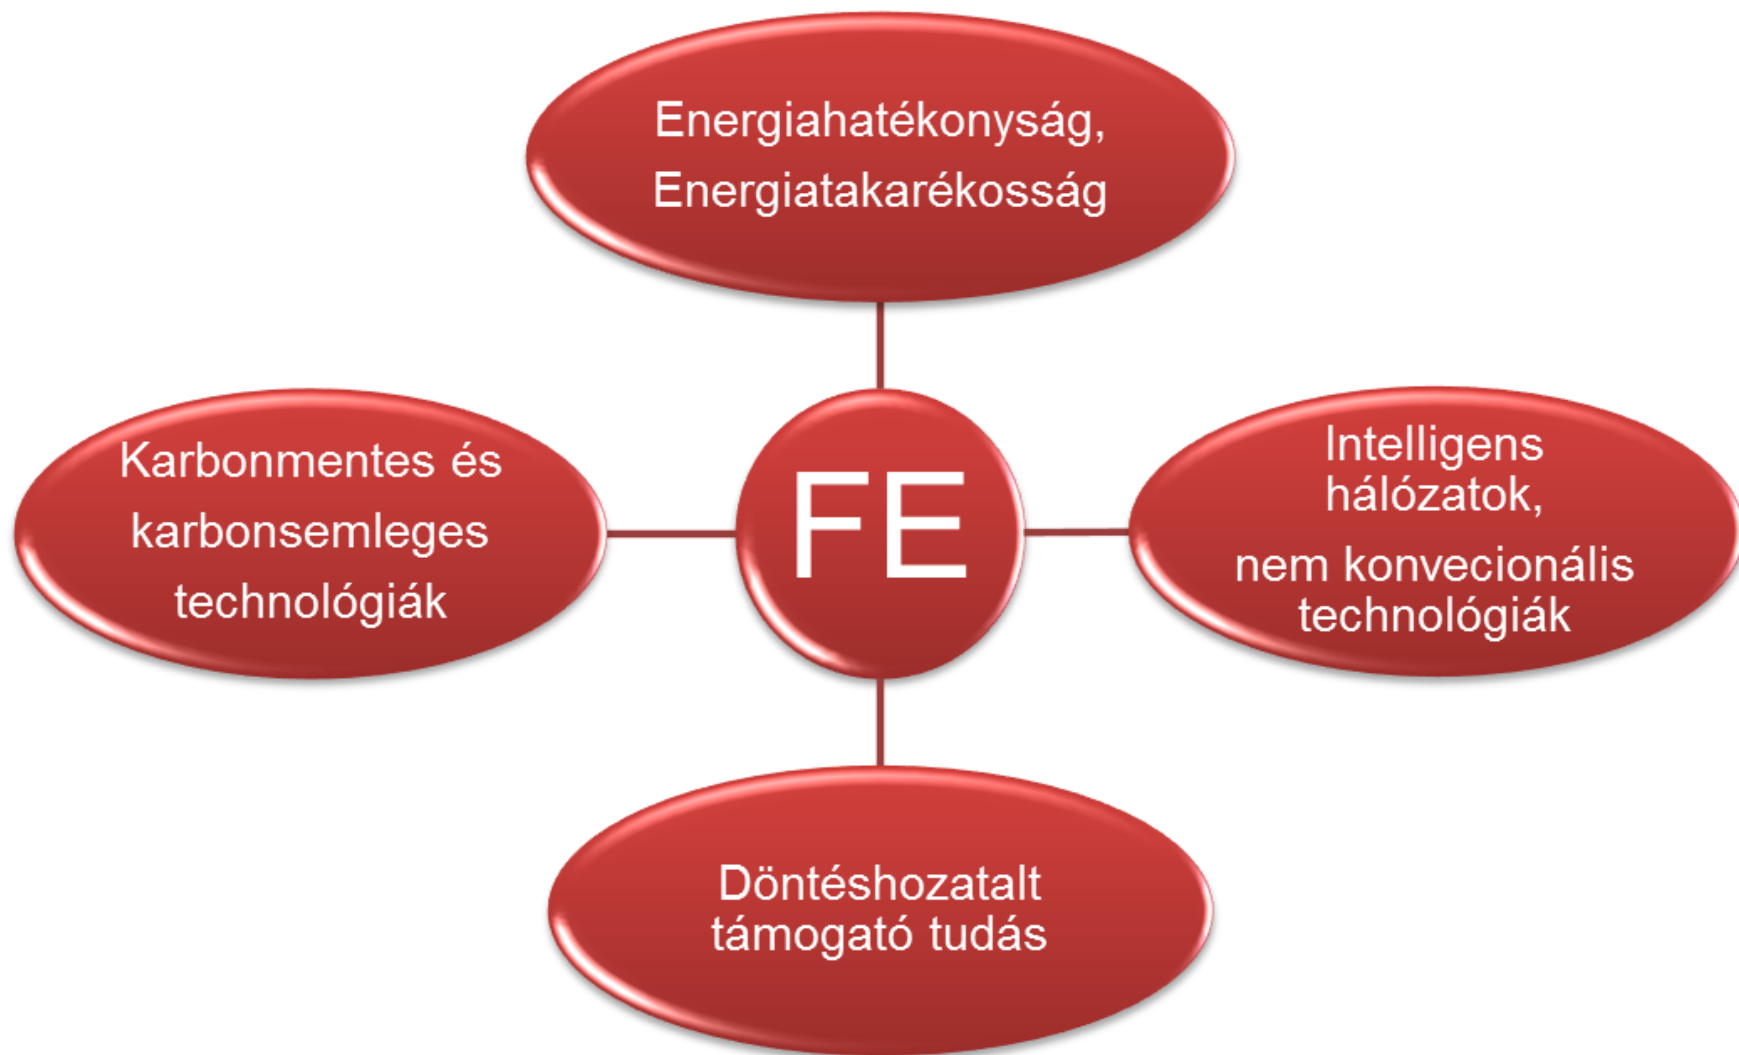 Energiahatékonyság,
Energiatakarékosság
Karbonmentes és
karbonsemleges
technológiák
FE
Intelligens
hálózatok,
nem konvecionális
technológiák
Döntéshozatalt
támogató tudás